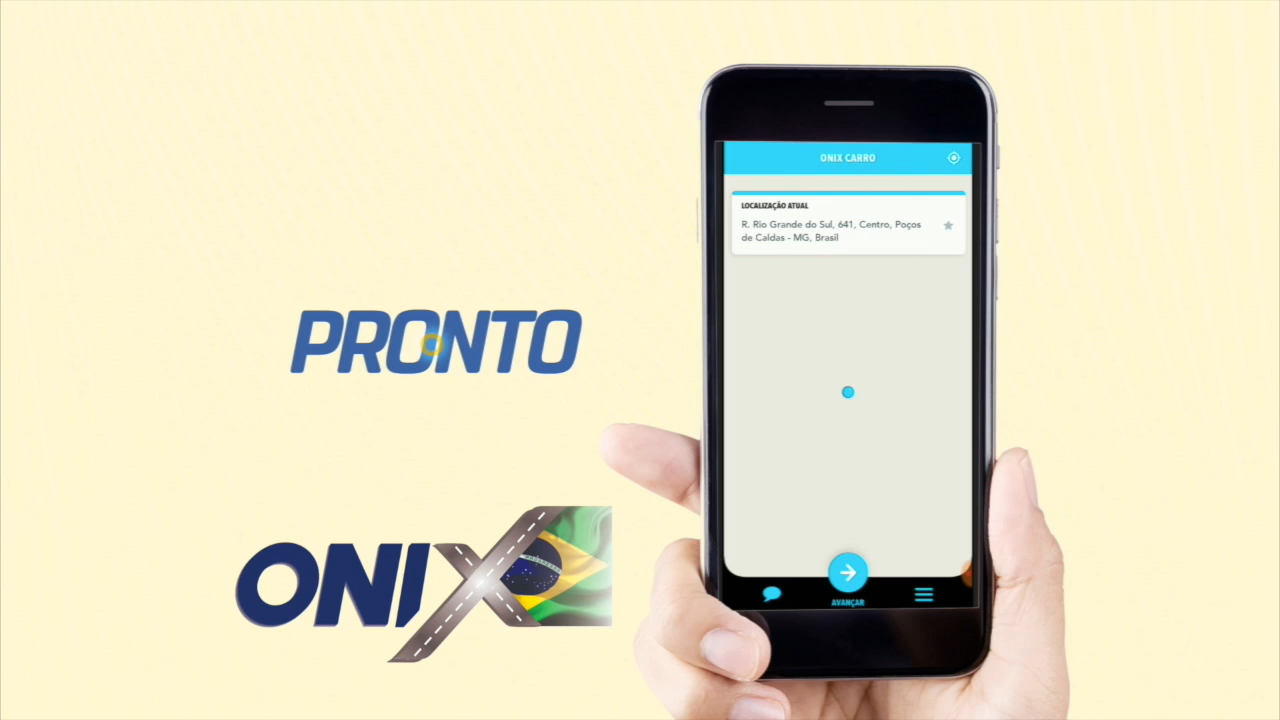 PRONTO
ONIX
ONIX CARRO
LOCALIZAÇÃO ATUAL
R. Rio Grande do Sul, 641, Centro, Poços
de Caldas - MG, Brasil
AVANÇAR